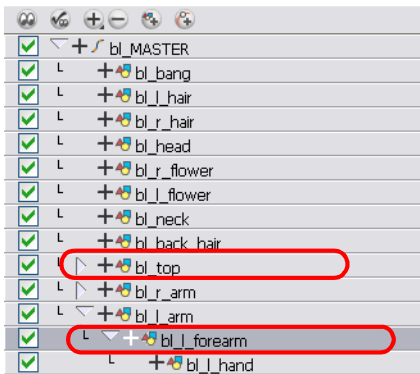 bl_MASTER
bl_bang
bl_l_hair
bl_r_hair
bl_head
bl_r_flower
bl_l_flower
bl_neck
bl_back_hair
bl_top
bl_r_arm
bl_l_arm
bl_l_forearm
bl_l_hand